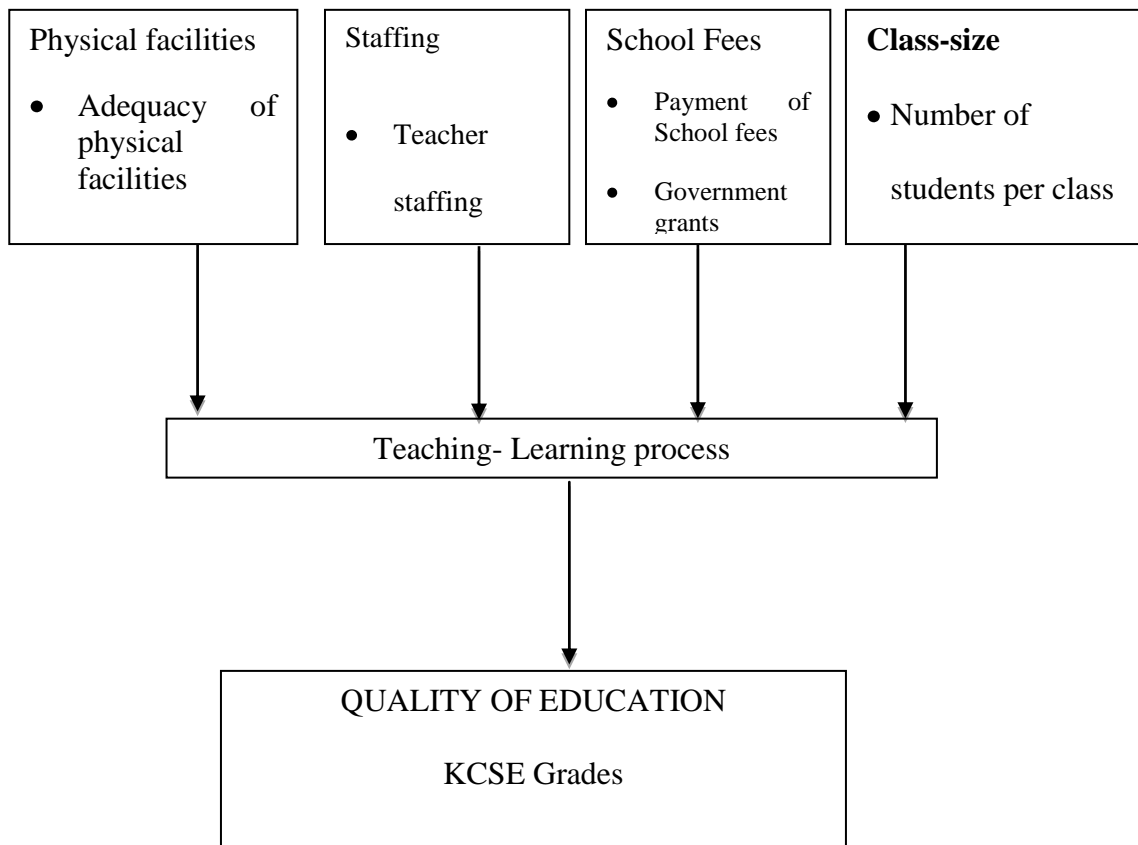 Physical facilities
• Adequacy of
physical
facilities
Staffing
• Teacher
staffing
School Fees
• Payment of
School fees
• Government
grants
Class-size
• Number of
students per class
Teaching- Learning process
QUALITY OF EDUCATION
KCSE Grades